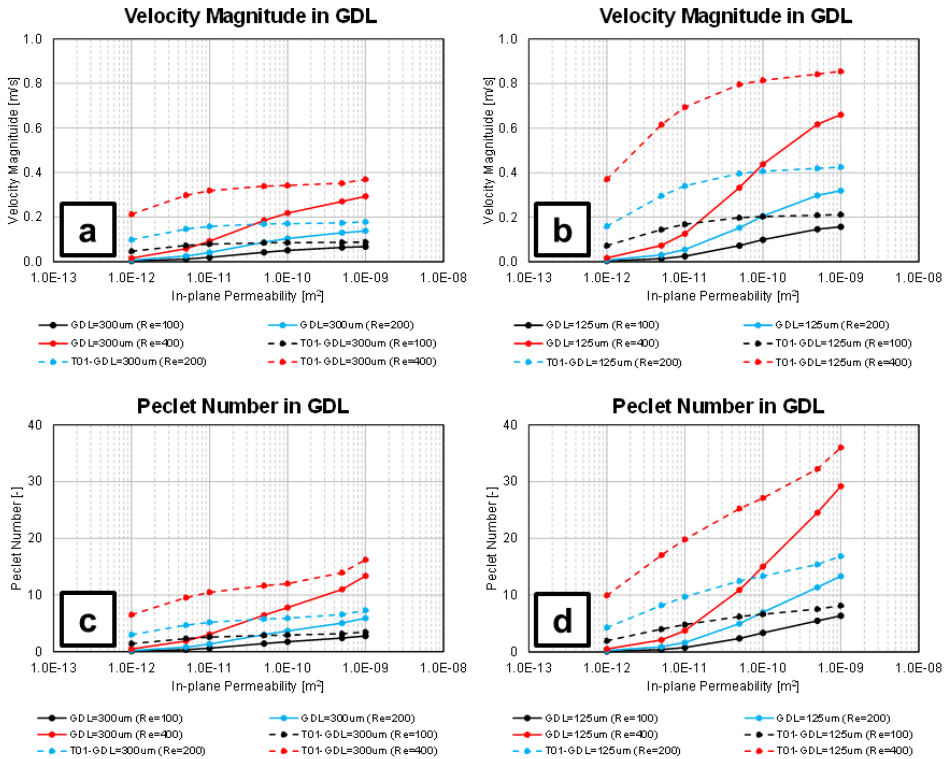 Velocity Magnitude in GDL
Velocity Magnitude in GDL
Velocity Magnitude [m/s]
1.0
0.8
0.6
0.4
0.2
0.0
a
1.0E-13 1.0E-12 1.0E-11 1.0E-10 1.0E-09 1.0E-08
In-plane Permeability [m²]
GDL=300um (Re=100) GDL=300um (Re=200)
GDL=300um (Re=400) T01-GDL=300um (Re=100)
T01-GDL=300um (Re=200) T01-GDL=300um (Re=400)
Velocity Magnitude [m/s]
1.0
0.8
0.6
0.4
0.2
0.0
b
1.0E-13 1.0E-12 1.0E-11 1.0E-10 1.0E-09 1.0E-08
In-plane Permeability [m²]
GDL=125um (Re=100) GDL=125um (Re=200)
GDL=125um (Re=400) T01-GDL=125um (Re=100)
T01-GDL=125um (Re=200) T01-GDL=125um (Re=400)
Peclet Number in GDL
Peclet Number in GDL
Peclet Number [-]
40
30
20
10
0
c
1.0E-13 1.0E-12 1.0E-11 1.0E-10 1.0E-09 1.0E-08
In-plane Permeability [m²]
GDL=300um (Re=100) GDL=300um (Re=200)
GDL=300um (Re=400) T01-GDL=300um (Re=100)
T01-GDL=300um (Re=200) T01-GDL=300um (Re=400)
Peclet Number [-]
40
30
20
10
0
d
1.0E-13 1.0E-12 1.0E-11 1.0E-10 1.0E-09 1.0E-08
In-plane Permeability [m²]
GDL=125um (Re=100) GDL=125um (Re=200)
GDL=125um (Re=400) T01-GDL=125um (Re=100)
T01-GDL=125um (Re=200) T01-GDL=125um (Re=400)